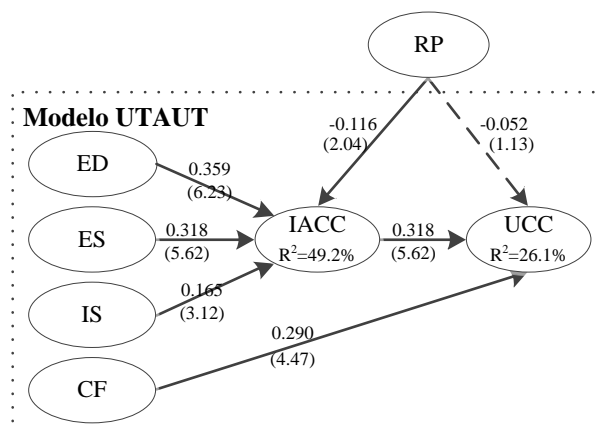 RP
Modelo UTAUT
-0.116
(2.04)
-0.052
(1.13)
ED
0.359
(6.23)
ES
0.318
(5.62)
IACC
R²=49.2%
0.318
(5.62)
UCC
R²=26.1%
IS
0.165
(3.12)
0.290
(4.47)
CF